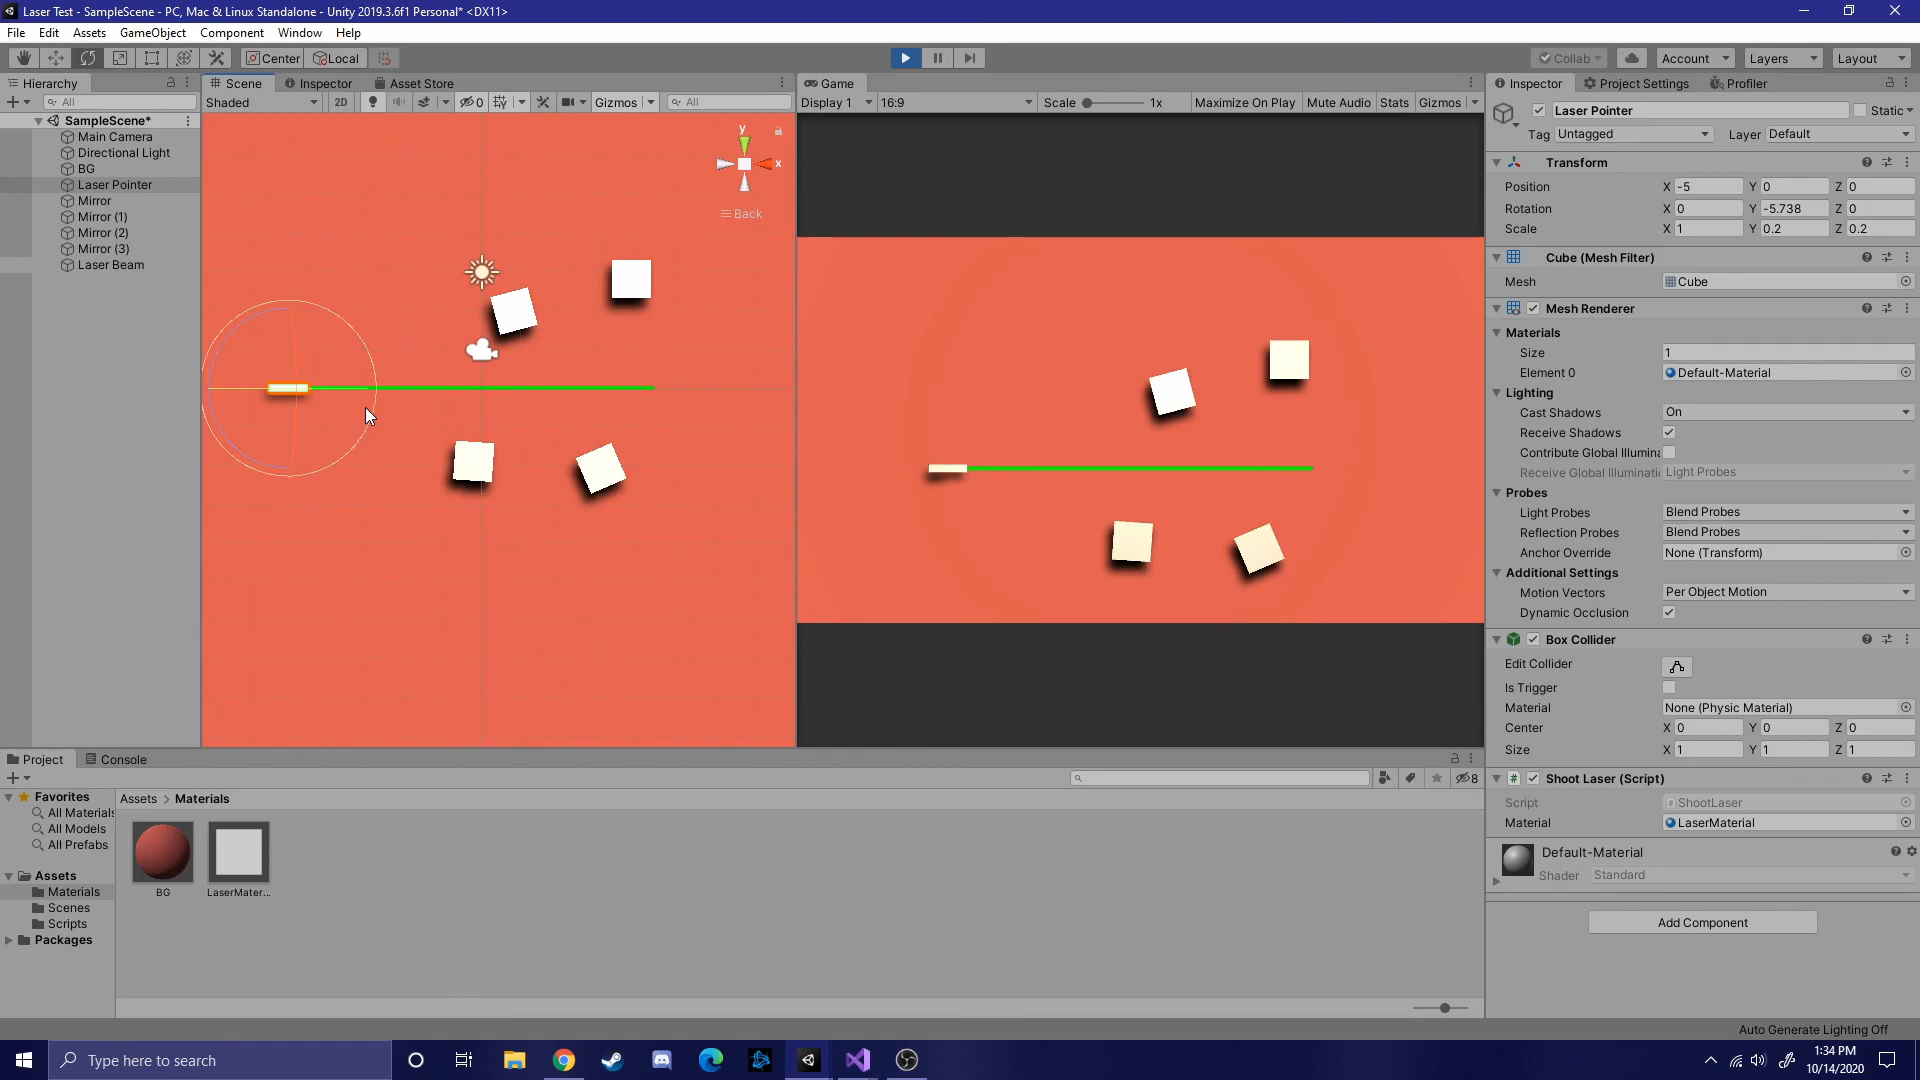 Laser Test - SampleScene - PC, Mac & Linux Standalone - Unity 2019.3.6f1 Personal* <DX11>
File Edit Assets GameObject Component Window Help
Center Local Collab Account Layers Layout
Hierarchy Scene Inspector Asset Store Game Inspector Project Settings Profiler
All Shaded 2D 0 Gizmos All Display 1 16:9 Scale 1x Maximize On Play Mute Audio Stats Gizmos
SampleScene*
Main Camera
Directional Light
BG
Laser Pointer
Mirror
Mirror (1)
Mirror (2)
Mirror (3)
Laser Beam
y
x
Back
Laser Pointer Static
Tag Untagged Layer Default
Transform
Position X -5 Y 0 Z 0
Rotation X 0 Y -5.738 Z 0
Scale X 1 Y 0.2 Z 0.2
Cube (Mesh Filter)
Mesh Cube
Mesh Renderer
Materials
Size 1
Element 0 Default-Material
Lighting
Cast Shadows On
Receive Shadows
Contribute Global Illumina
Receive Global Illuminati Light Probes
Probes
Light Probes Blend Probes
Reflection Probes Blend Probes
Anchor Override None (Transform)
Additional Settings
Motion Vectors Per Object Motion
Dynamic Occlusion
Box Collider
Edit Collider
Is Trigger
Material None (Physic Material)
Center X 0 Y 0 Z 0
Size X 1 Y 1 Z 1
# Shoot Laser (Script)
Script ShootLaser
Material LaserMaterial
Default-Material
Shader Standard
Add Component
Project Console
8
Favorites
All Materials
All Models
All Prefabs
Assets
Materials
Scenes
Scripts
Packages
Assets > Materials
BG LaserMater...
Auto Generate Lighting Off
Type here to search
1:34 PM
10/14/2020